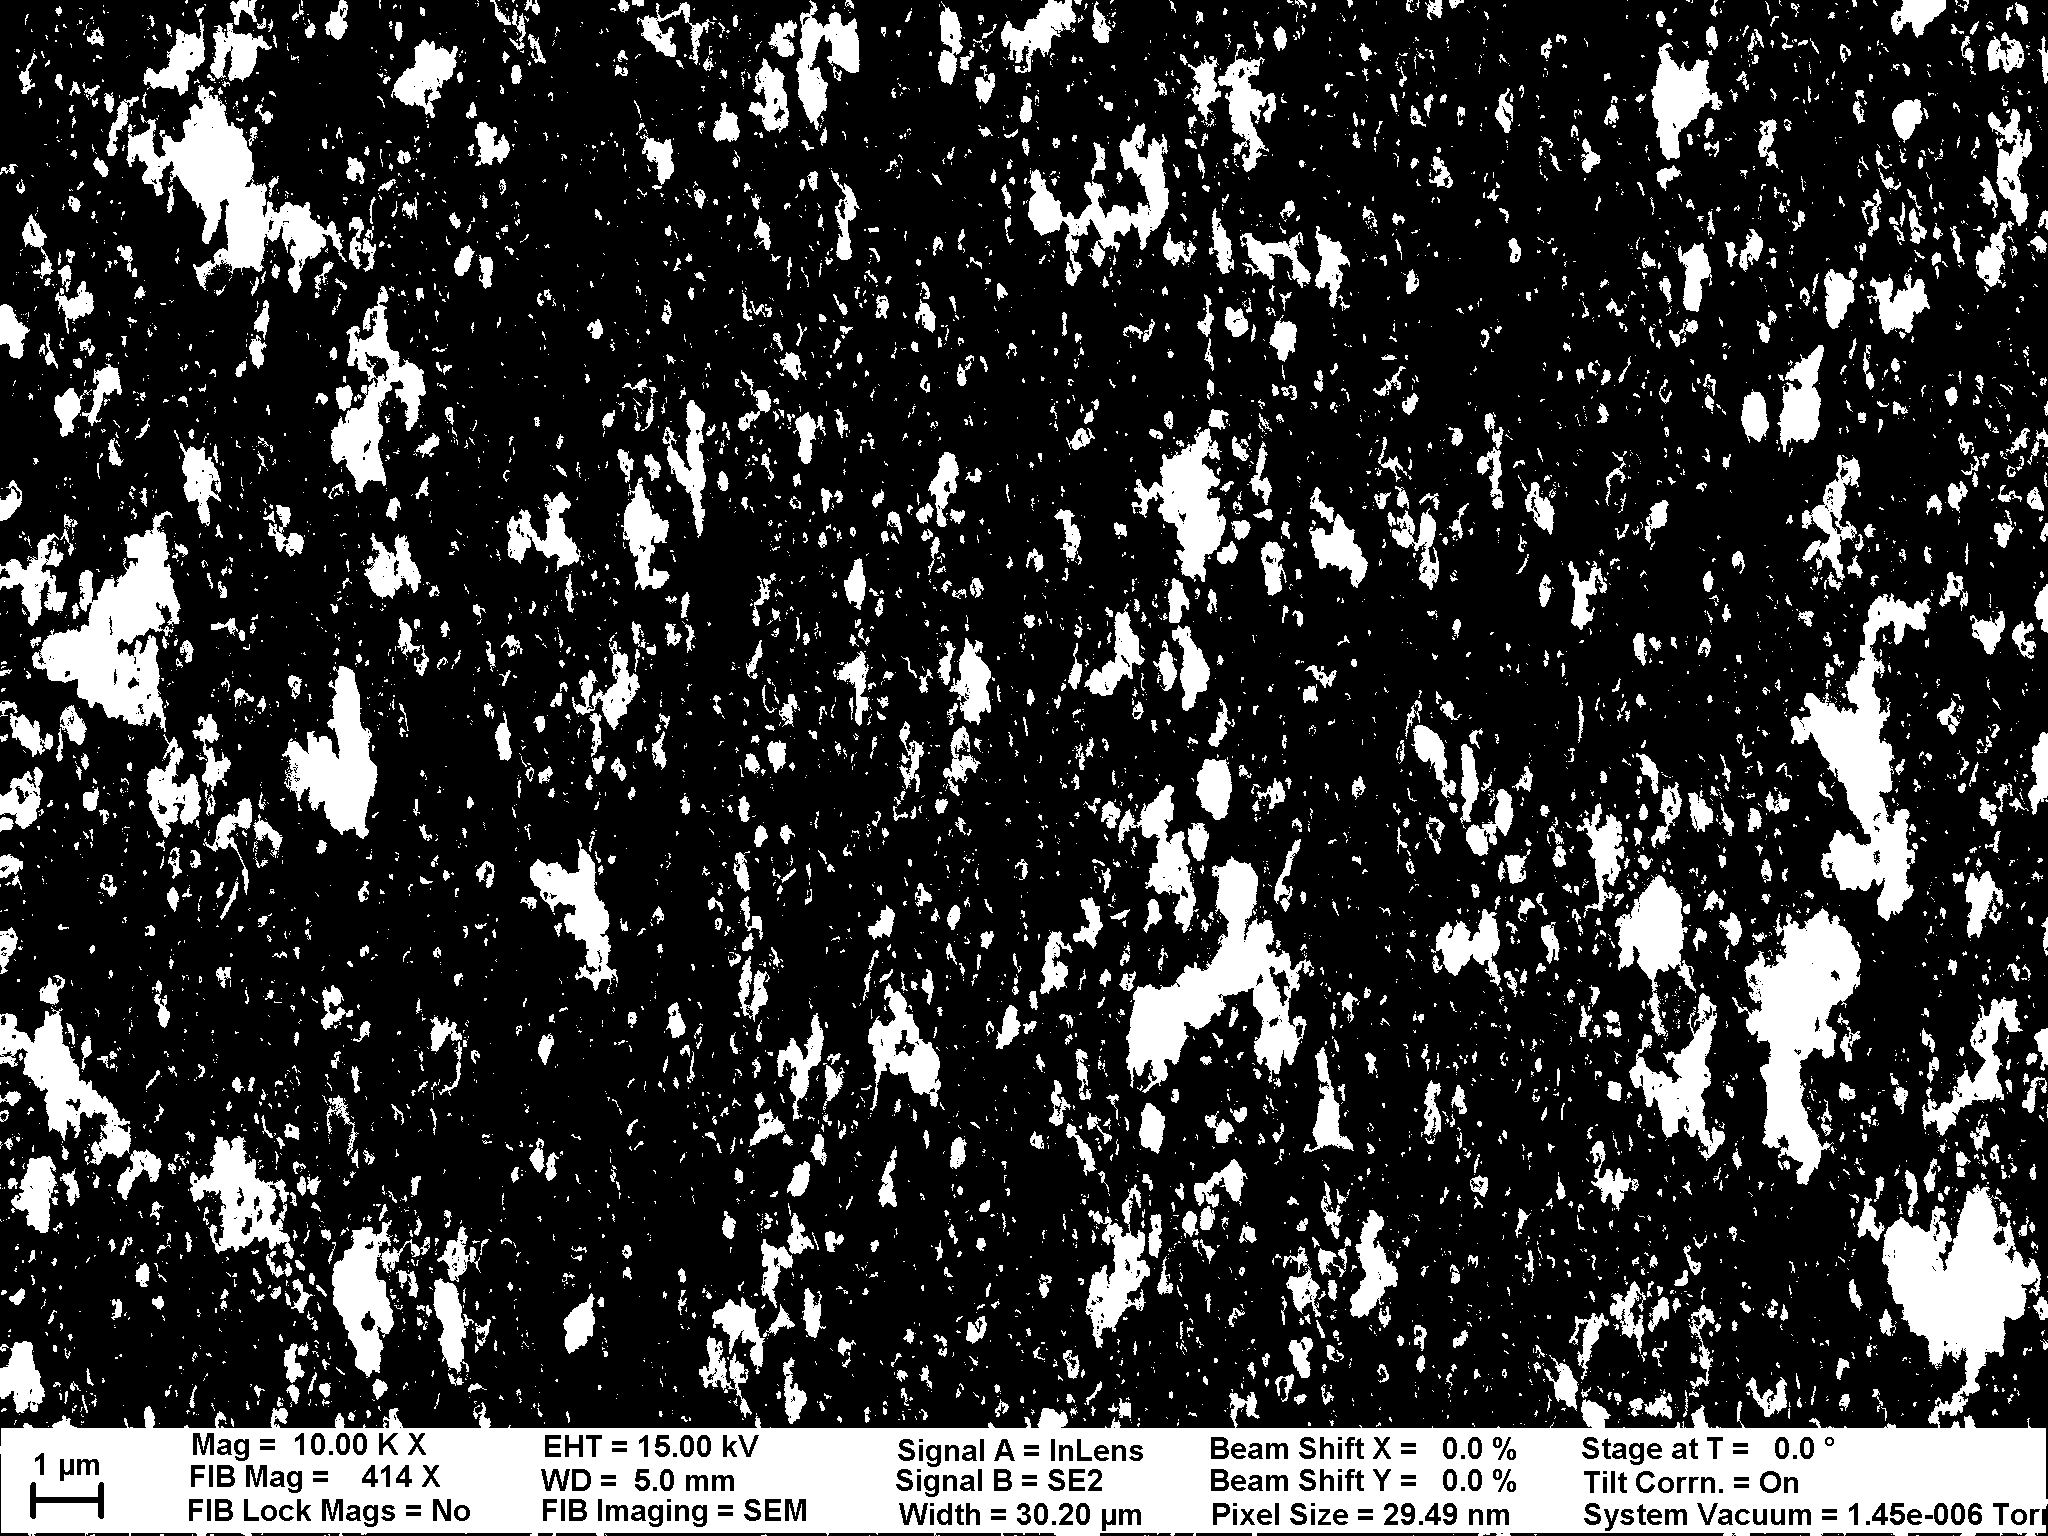 1 µm
Mag = 10.00 K X
FIB Mag = 414 X
FIB Lock Mags = No
EHT = 15.00 kV
WD = 5.0 mm
FIB Imaging = SEM
Signal A = InLens
Signal B = SE2
Width = 30.20 µm
Beam Shift X = 0.0 %
Beam Shift Y = 0.0 %
Pixel Size = 29.49 nm
Stage at T = 0.0 °
Tilt Corrn. = On
System Vacuum = 1.45e-006 Torr